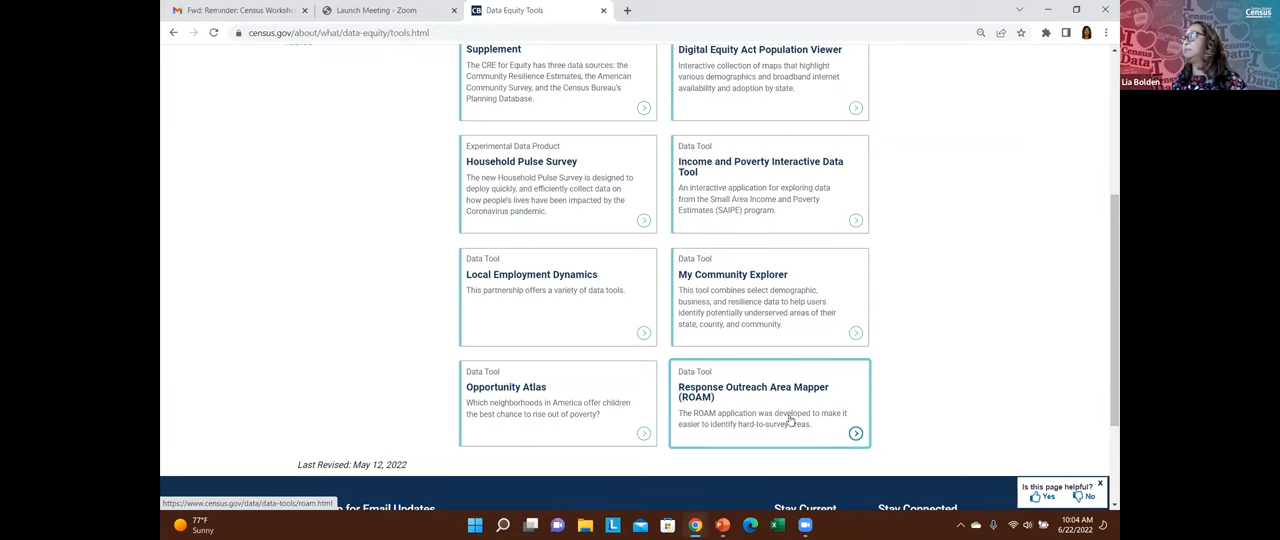 Fwd: Reminder: Census Worksho
Launch Meeting - Zoom
Data Equity Tools
census.gov/about/what/data-equity/tools.html
Supplement
The CRE for Equity has three data sources: the
Community Resilience Estimates, the American
Community Survey, and the Census Bureau's
Planning Database.
Digital Equity Act Population Viewer
Interactive collection of maps that highlight
various demographics and broadband internet
availability and adoption by state.
Experimental Data Product
Household Pulse Survey
The new Household Pulse Survey is designed to
deploy quickly, and efficiently collect data on
how people's lives have been impacted by the
Coronavirus pandemic.
Data Tool
Income and Poverty Interactive Data
Tool
An interactive application for exploring data
from the Small Area Income and Poverty
Estimates (SAIPE) program.
Data Tool
Local Employment Dynamics
This partnership offers a variety of data tools.
Data Tool
My Community Explorer
This tool combines select demographic,
business, and resilience data to help users
identify potentially underserved areas of their
state, county, and community.
Data Tool
Opportunity Atlas
Which neighborhoods in America offer children
the best chance to rise out of poverty?
Data Tool
Response Outreach Area Mapper
(ROAM)
The ROAM application was developed to make it
easier to identify hard-to-survey areas.
Last Revised: May 12, 2022
Is this page helpful?
X
Yes
No
https://www.census.gov/data/data-tools/roam.html
p for Email Updates
Stay Current
Stay Connected
77°F
Sunny
10:04 AM
6/22/2022
Census
Lia Bolden